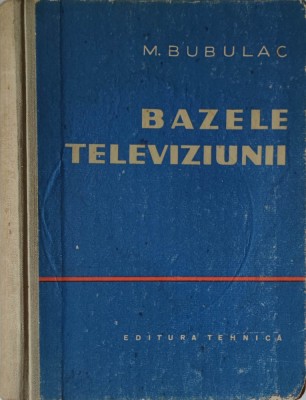 M. BUBULAC
BAZELE
TELEVIZIUNII
EDITURA TEHNICĂ